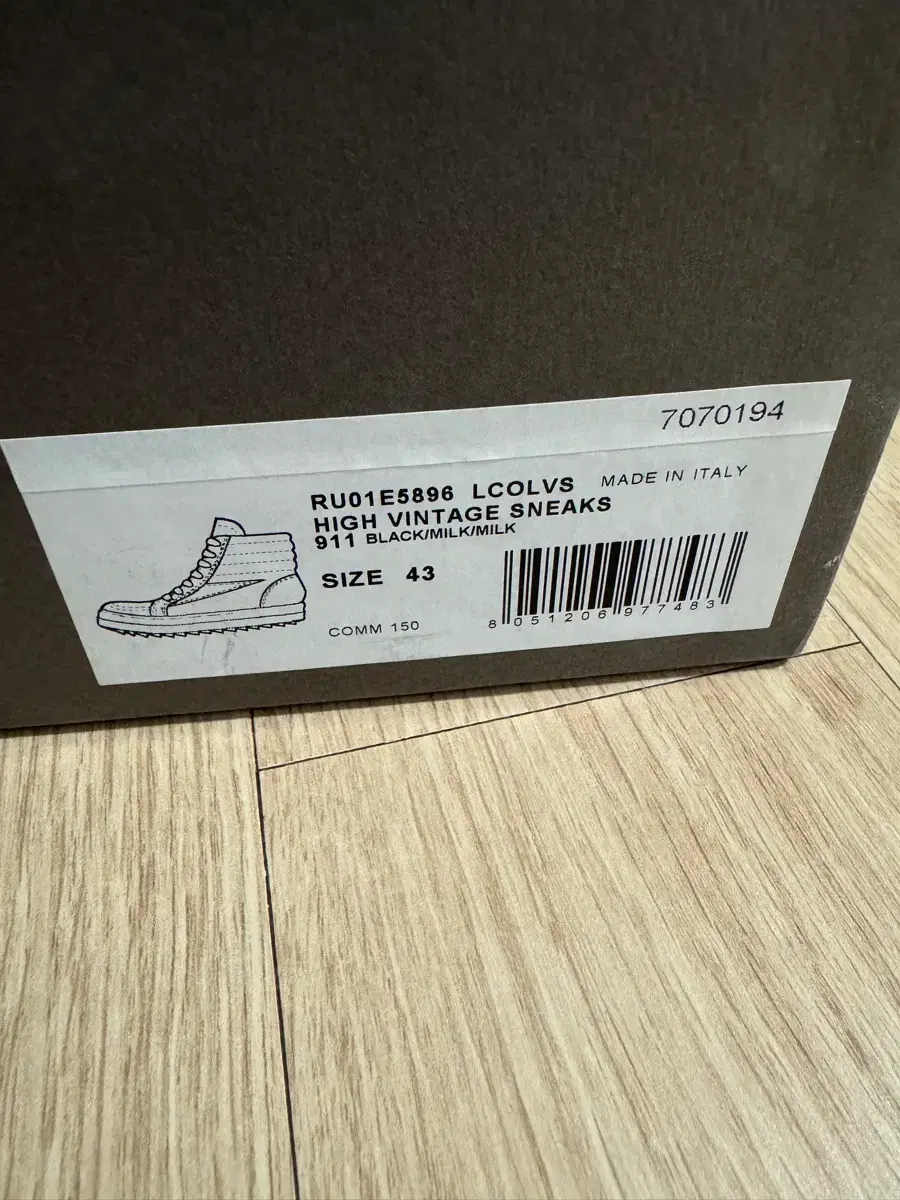 7070194
RU01E5896 LCOLVS MADE IN ITALY
HIGH VINTAGE SNEAKS
911 BLACK/MILK/MILK
SIZE 43
COMM 150
8 051206 977483